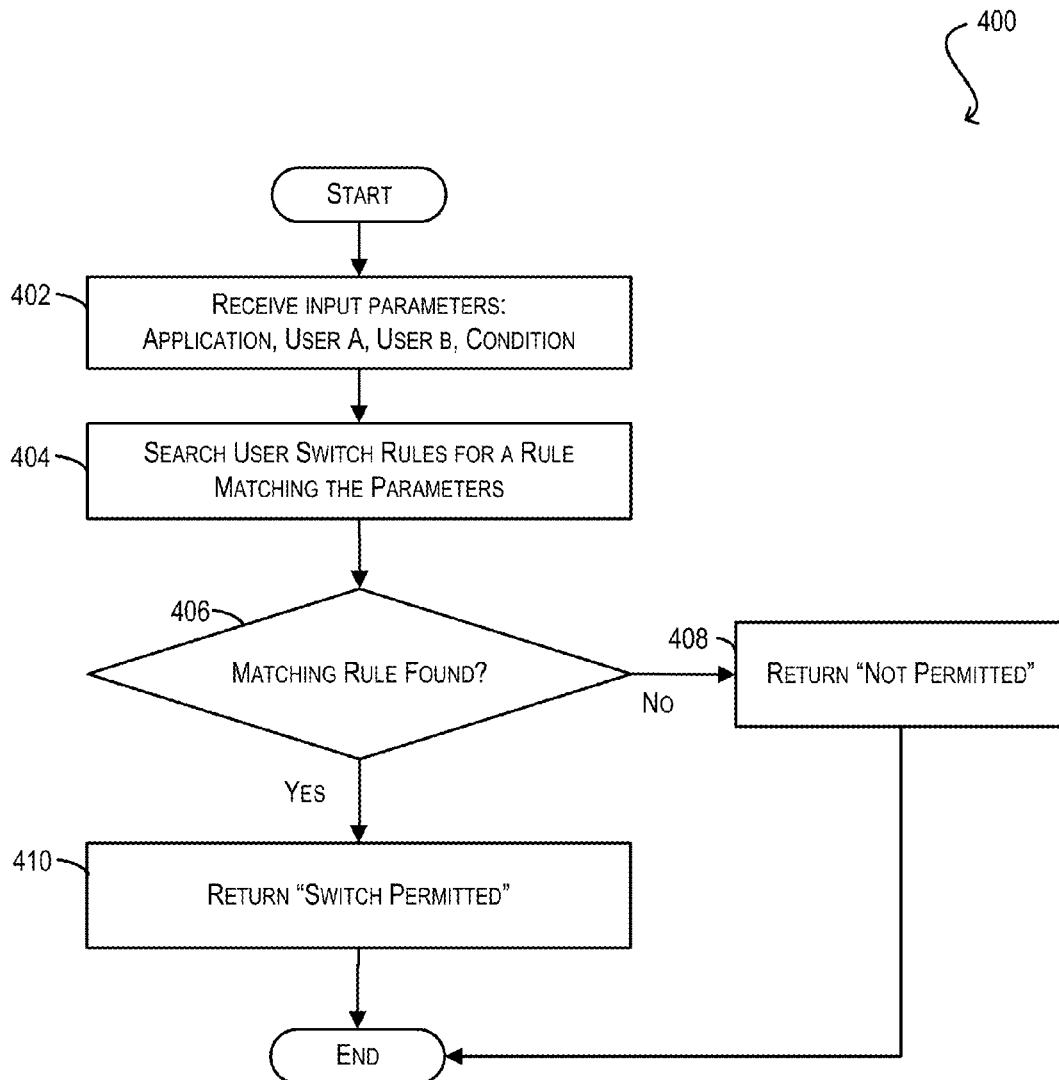 400
START
402
RECEIVE INPUT PARAMETERS:
APPLICATION, USER A, USER B, CONDITION
404
SEARCH USER SWITCH RULES FOR A RULE
MATCHING THE PARAMETERS
406
MATCHING RULE FOUND?
408
RETURN “NOT PERMITTED”
NO
YES
410
RETURN “SWITCH PERMITTED”
END